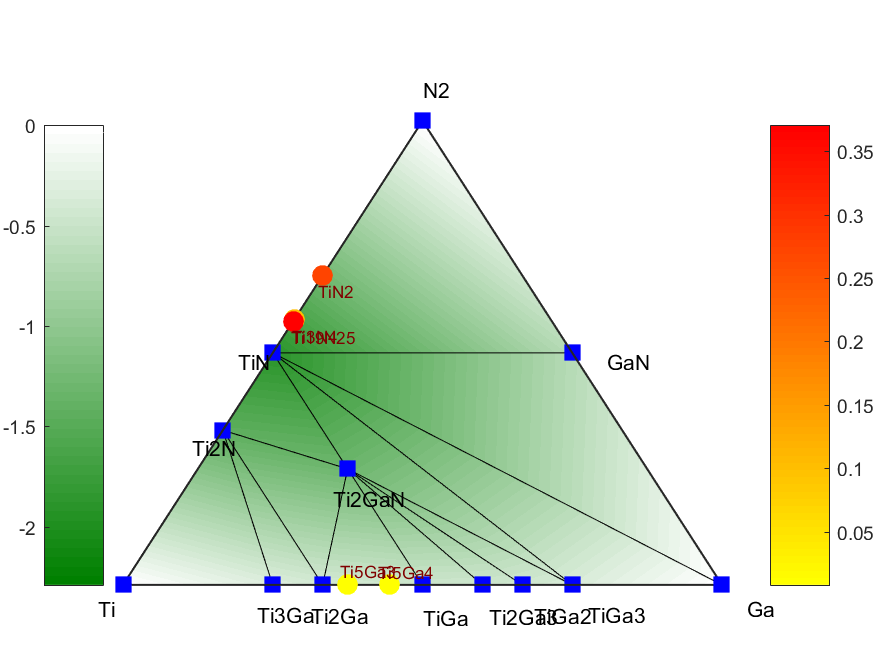 N2
0
-0.5
-1
-1.5
-2
0.35
0.3
0.25
0.2
0.15
0.1
0.05
TiN2
Ti3N4
Ti19N25
TiN
GaN
Ti2N
Ti2GaN
Ti5Ga3
Ti5Ga4
Ti
Ti3Ga
Ti2Ga
TiGa
Ti2Ga3
TiGa2
TiGa3
Ga